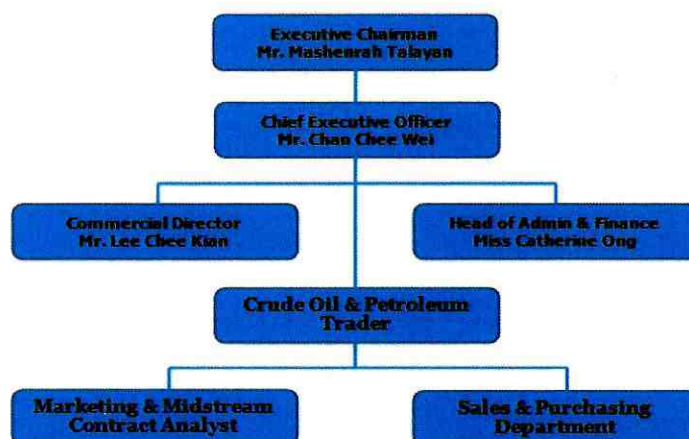 Executive Chairman
Mr. Mashenrah Talayan
Chief Executive Officer
Mr. Chan Chee Wei
Commercial Director
Mr. Lee Chee Kian
Head of Admin & Finance
Miss Catherine Ong
Crude Oil & Petroleum
Trader
Marketing & Midstream
Contract Analyst
Sales & Purchasing
Department